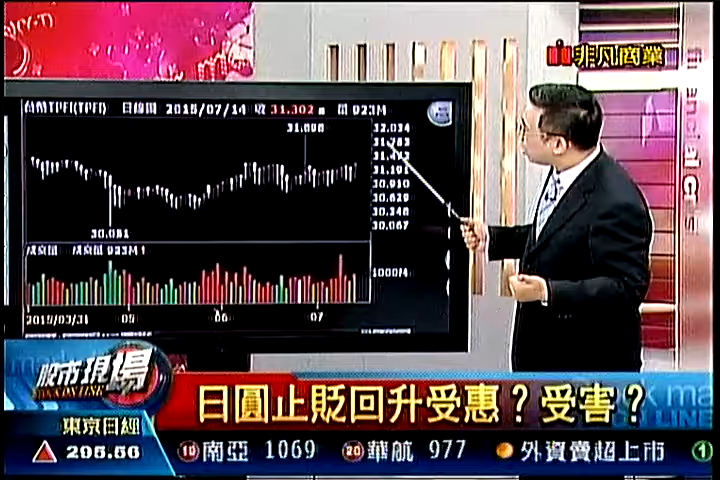 非凡商業
台幣TPFI(TPFI) 日線圖 2015/07/14 收 31.302 量 923M
31.696
32.034
31.753
31.472
31.191
30.910
30.629
30.348
30.067
30.081
成交量 成交量 923M↑
1000M
2015/03/31 05 06 07
股市現場
日圓止貶回升受惠？受害？
東京日經
▲ 295.56
南亞 1069 華航 977 外資賣超上市